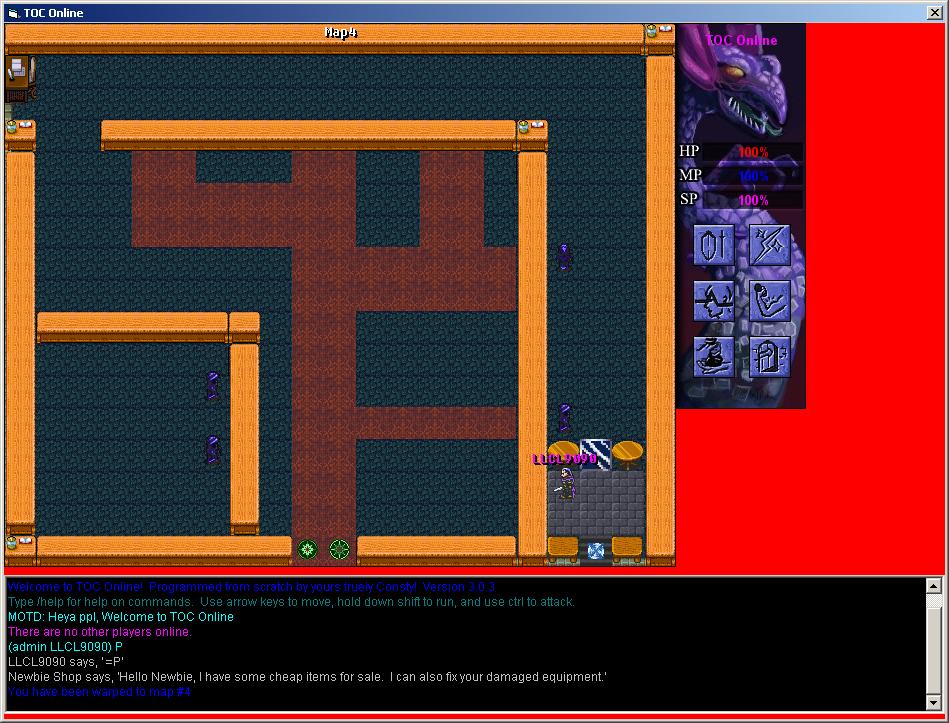 TOC Online
Map4
TOC Online
HP 100%
MP 100%
SP 100%
LLCL9090
Welcome to TOC Online!  Programmed from scratch by yours truely Consty!  Version 3.0.3
Type /help for help on commands.  Use arrow keys to move, hold down shift to run, and use ctrl to attack.
MOTD: Heya ppl, Welcome to TOC Online
There are no other players online.
(admin LLCL9090) P
LLCL9090 says, '=P'
Newbie Shop says, 'Hello Newbie, I have some cheap items for sale.  I can also fix your damaged equipment.'
You have been warped to map #4